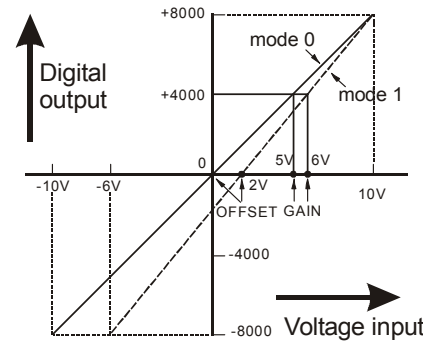 +8000
mode 0
Digital
output
+4000
mode 1
0
5V
6V
-10V
-6V
2V
10V
OFFSET
GAIN
-4000
-8000
Voltage input